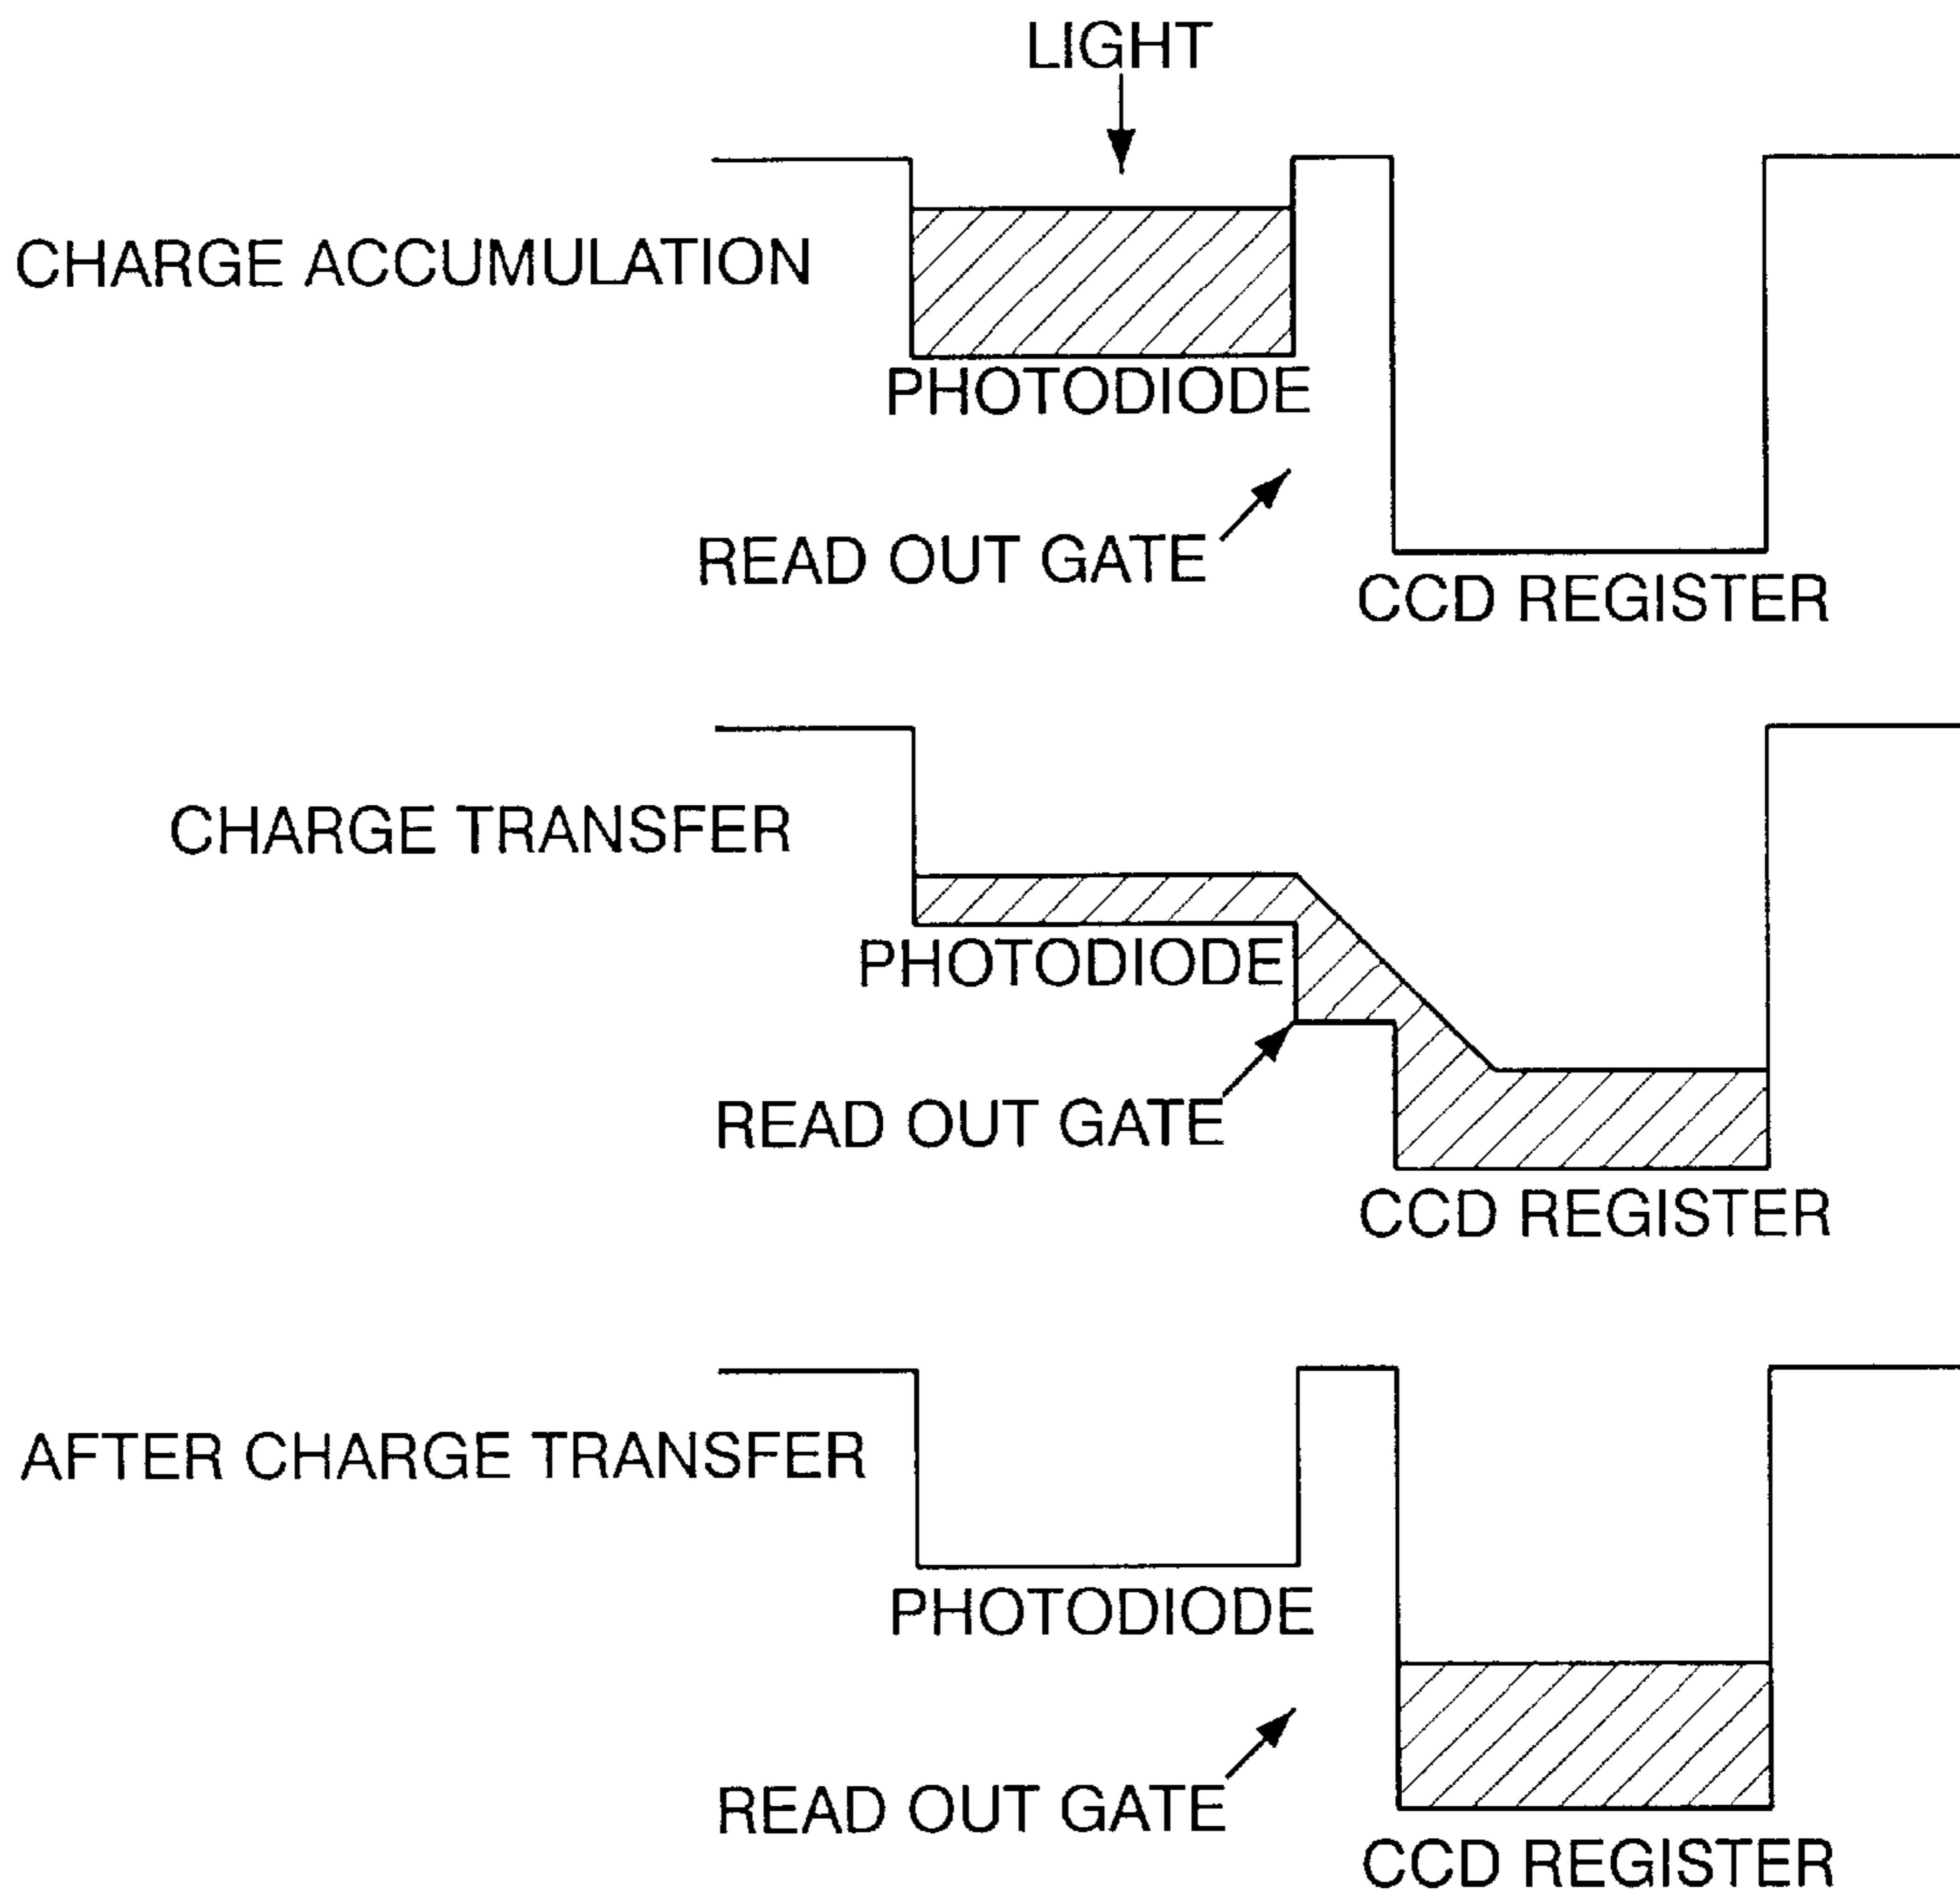 LIGHT
CHARGE ACCUMULATION
PHOTODIODE
READ OUT GATE
CCD REGISTER
CHARGE TRANSFER
PHOTODIODE
READ OUT GATE
CCD REGISTER
AFTER CHARGE TRANSFER
PHOTODIODE
READ OUT GATE
CCD REGISTER